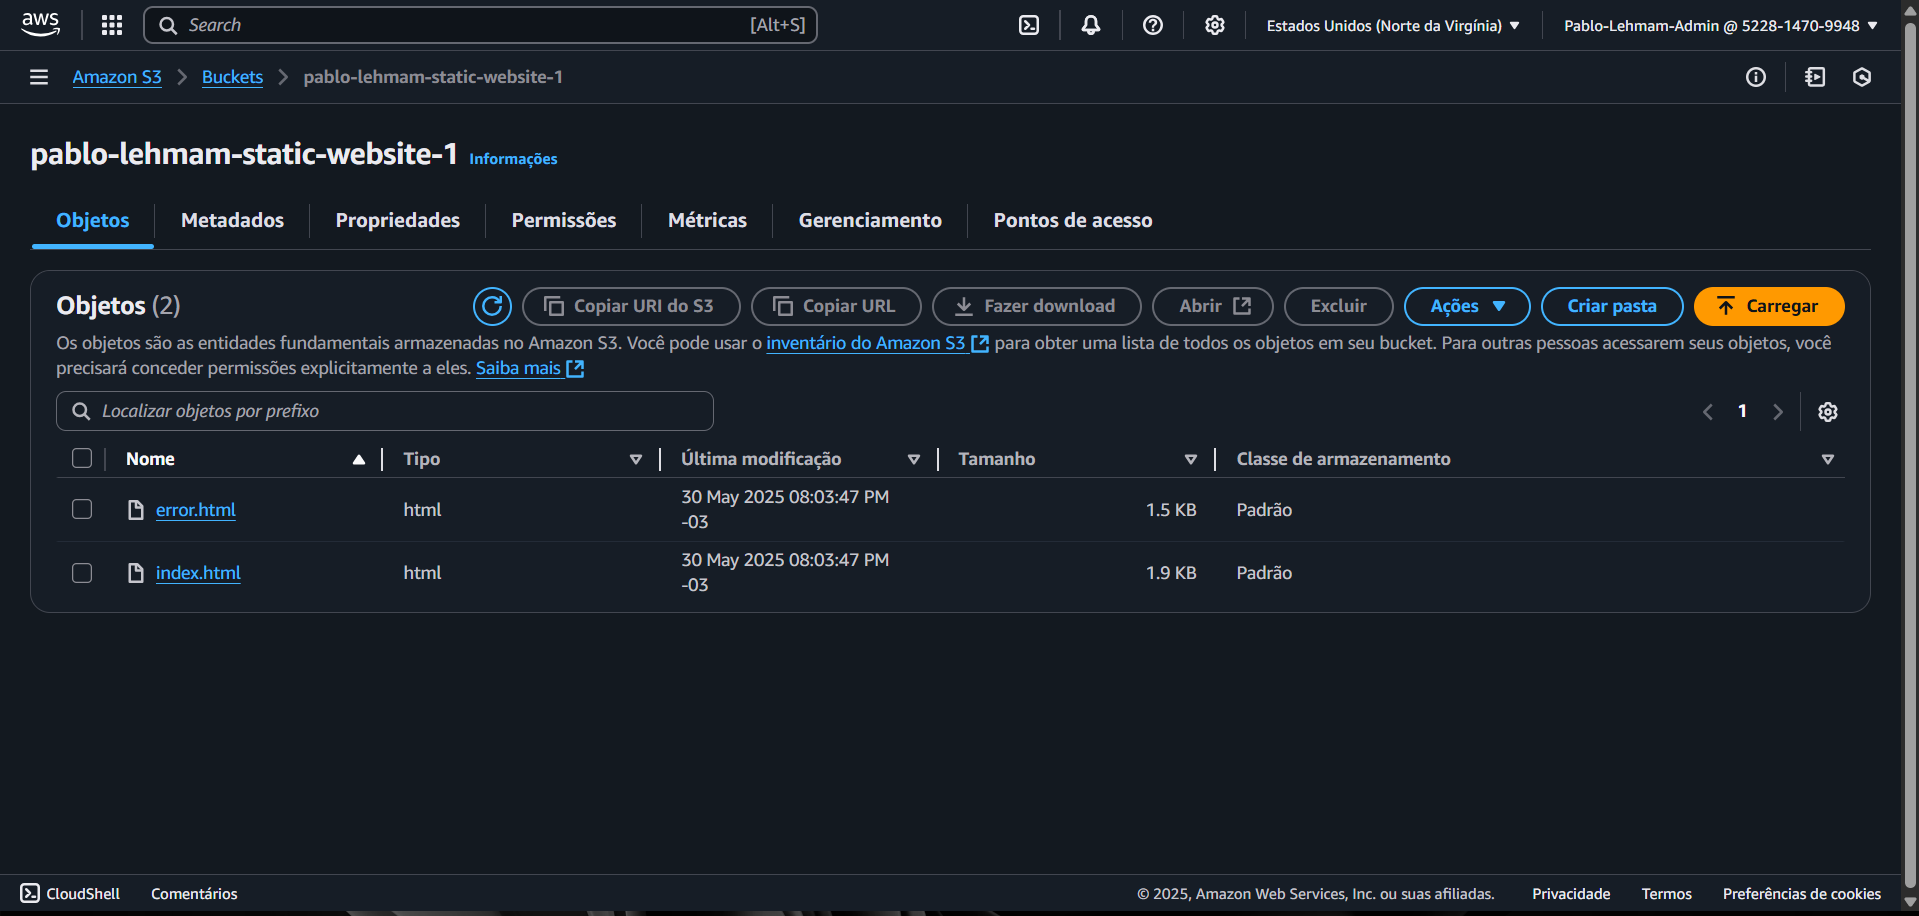 aws
Search [Alt+S]
Estados Unidos (Norte da Virgínia)
Pablo-Lehmam-Admin @ 5228-1470-9948
Amazon S3 > Buckets > pablo-lehmam-static-website-1
pablo-lehmam-static-website-1 Informações
Objetos Metadados Propriedades Permissões Métricas Gerenciamento Pontos de acesso
Objetos (2)
Copiar URI do S3
Copiar URL
Fazer download
Abrir
Excluir
Ações
Criar pasta
Carregar
Os objetos são as entidades fundamentais armazenadas no Amazon S3. Você pode usar o inventário do Amazon S3 para obter uma lista de todos os objetos em seu bucket. Para outras pessoas acessarem seus objetos, você
precisará conceder permissões explicitamente a eles. Saiba mais
Localizar objetos por prefixo
1
Nome Tipo Última modificação Tamanho Classe de armazenamento
error.html html 30 May 2025 08:03:47 PM 1.5 KB Padrão
-03
index.html html 30 May 2025 08:03:47 PM 1.9 KB Padrão
-03
CloudShell Comentários © 2025, Amazon Web Services, Inc. ou suas afiliadas. Privacidade Termos Preferências de cookies